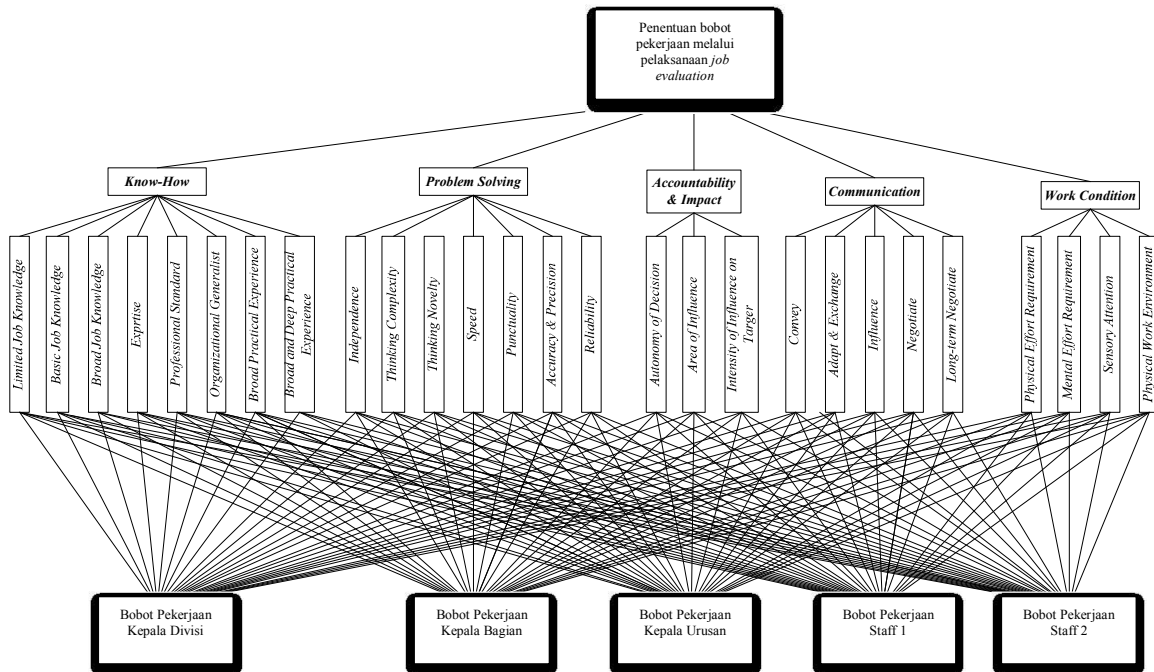 Penentuan bobot
pekerjaan melalui
pelaksanaan job
evaluation
Know-How
Problem Solving
Accountability
& Impact
Communication
Work Condition
Limited Job Knowledge
Basic Job Knowledge
Broad Job Knowledge
Exprtise
Professional Standard
Organizational Generalist
Broad Practical Experience
Broad and Deep Practical
Experience
Independence
Thinking Complexity
Thinking Novelty
Speed
Punctuality
Accuracy & Precision
Reliability
Autonomy of Decision
Area of Influence
Intensity of Influence on
Targer
Convey
Adapt & Exchange
Influence
Negotiate
Long-term Negotiate
Physical Effort Requirement
Mental Effort Requirement
Sensory Attention
Physical Work Environment
Bobot Pekerjaan
Kepala Divisi
Bobot Pekerjaan
Kepala Bagian
Bobot Pekerjaan
Kepala Urusan
Bobot Pekerjaan
Staff 1
Bobot Pekerjaan
Staff 2